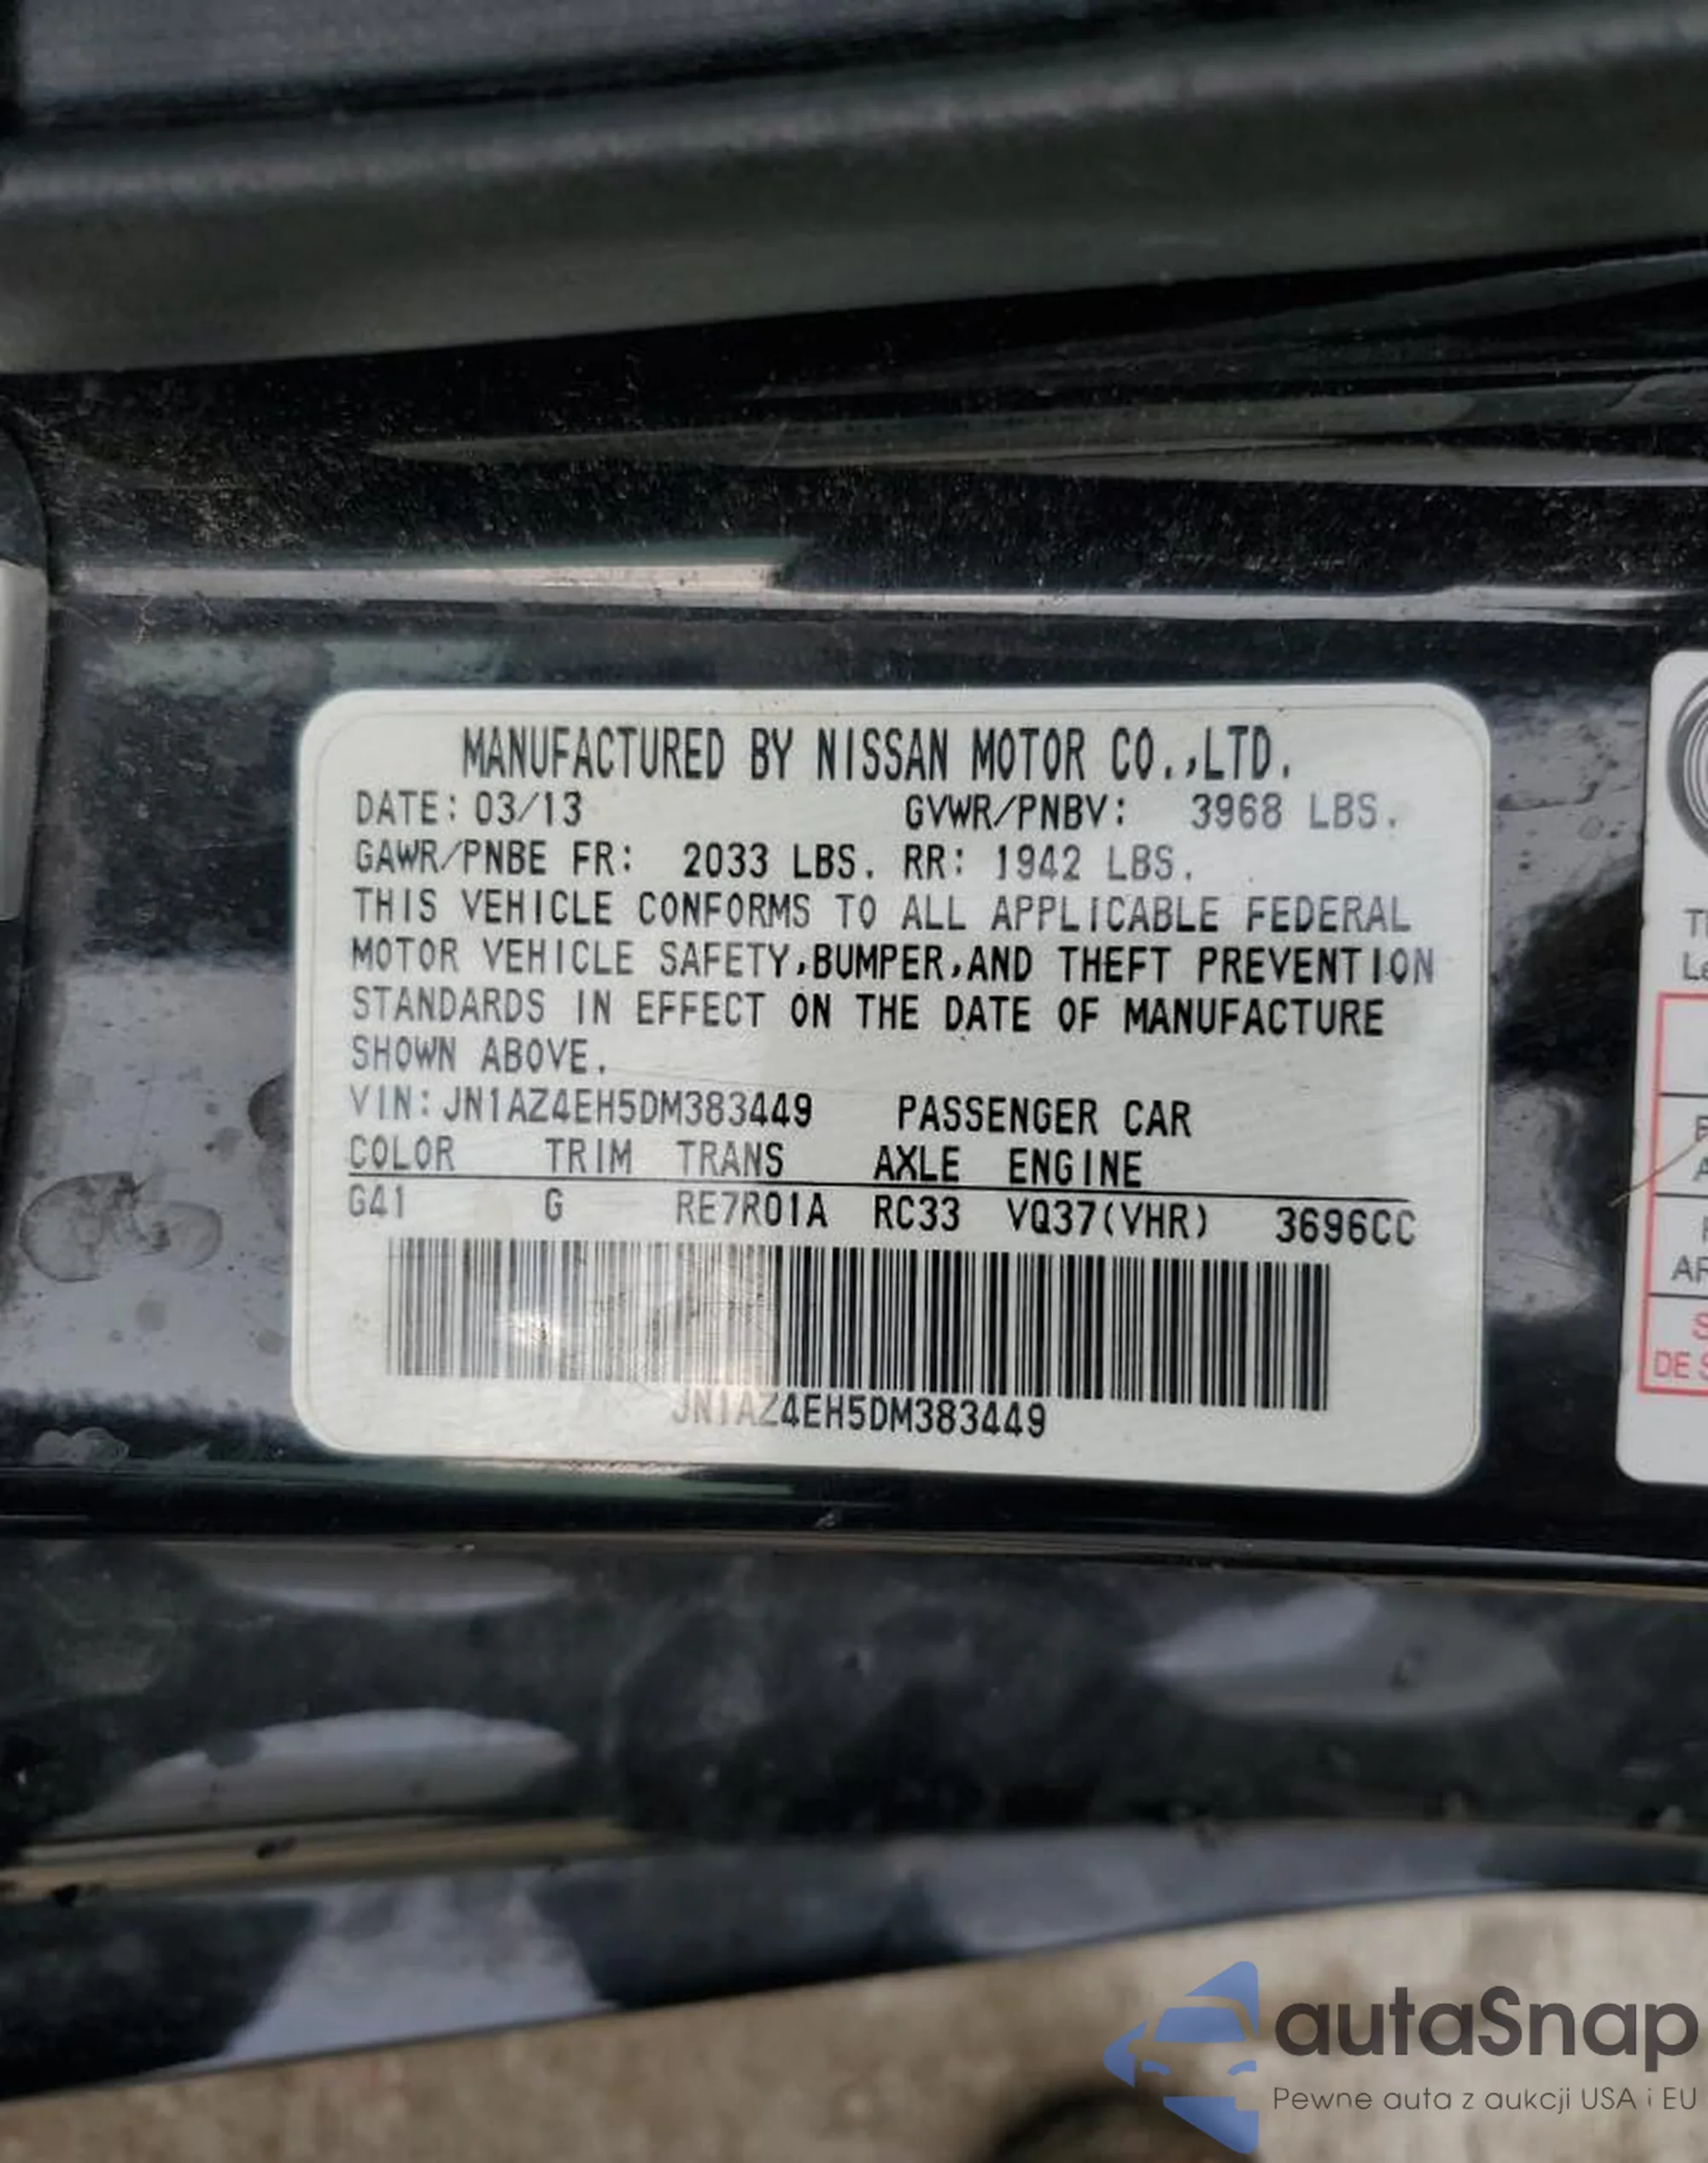 MANUFACTURED BY NISSAN MOTOR CO.,LTD.
DATE: 03/13 GVWR/PNBV: 3968 LBS.
GAWR/PNBE FR: 2033 LBS. RR: 1942 LBS.
THIS VEHICLE CONFORMS TO ALL APPLICABLE FEDERAL
MOTOR VEHICLE SAFETY,BUMPER,AND THEFT PREVENTION
STANDARDS IN EFFECT ON THE DATE OF MANUFACTURE
SHOWN ABOVE.
VIN: JN1AZ4EH5DM383449 PASSENGER CAR
COLOR TRIM TRANS AXLE ENGINE
G41 G RE7R01A RC33 VQ37(VHR) 3696CC
JN1AZ4EH5DM383449
DE
autaSnap
Pewne auta z aukcji USA i EU